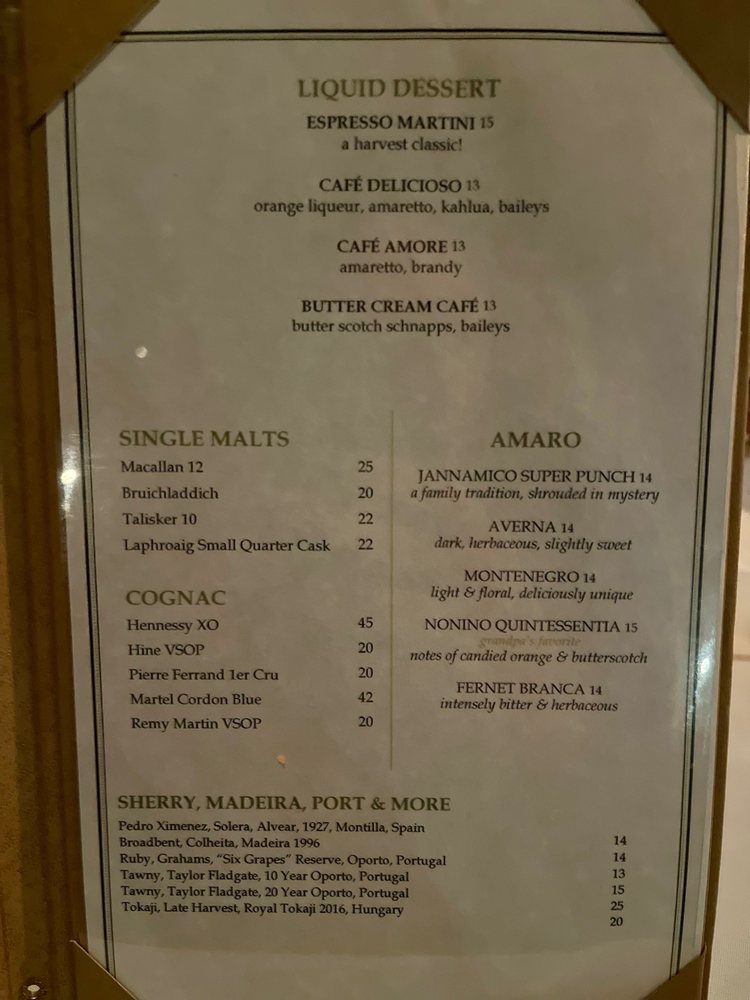 LIQUID DESSERT
ESPRESSO MARTINI 15
a harvest classic!
CAFÉ DELICIOSO 13
orange liqueur, amaretto, kahlua, baileys
CAFÉ AMORE 13
amaretto, brandy
BUTTER CREAM CAFÉ 13
butter scotch schnapps, baileys
SINGLE MALTS
Macallan 12 25
Bruichladdich 20
Talisker 10 22
Laphroaig Small Quarter Cask 22
COGNAC
Hennessy XO 45
Hine VSOP 20
Pierre Ferrand 1er Cru 20
Martel Cordon Blue 42
Remy Martin VSOP 20
AMARO
JANNAMICO SUPER PUNCH 14
a family tradition, shrouded in mystery
AVERNA 14
dark, herbaceous, slightly sweet
MONTENEGRO 14
light & floral, deliciously unique
NONINO QUINTESSENTIA 15
grandpa's favorite
notes of candied orange & butterscotch
FERNET BRANCA 14
intensely bitter & herbaceous
SHERRY, MADEIRA, PORT & MORE
Pedro Ximenez, Solera, Alvear, 1927, Montilla, Spain 14
Broadbent, Colheita, Madeira 1996 14
Ruby, Grahams, "Six Grapes" Reserve, Oporto, Portugal 13
Tawny, Taylor Fladgate, 10 Year Oporto, Portugal 15
Tawny, Taylor Fladgate, 20 Year Oporto, Portugal 25
Tokaji, Late Harvest, Royal Tokaji 2016, Hungary 20